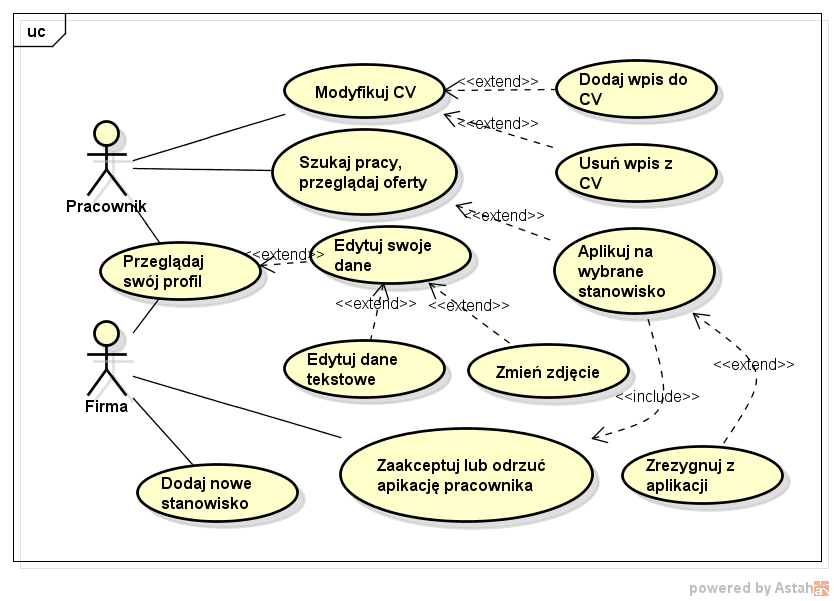 uc
Modyfikuj CV
<<extend>>
Dodaj wpis do
CV
<<extend>>
Usuń wpis z
CV
Szukaj pracy,
przeglądaj oferty
Pracownik
<<extend>>
Przeglądaj
swój profil
<<extend>>
Edytuj swoje
dane
Aplikuj na
wybrane
stanowisko
<<extend>>
<<extend>>
Edytuj dane
tekstowe
Zmień zdjęcie
<<extend>>
<<include>>
Firma
Zaakceptuj lub odrzuć
apikację pracownika
Zrezygnuj z
aplikacji
Dodaj nowe
stanowisko
powered by Astah